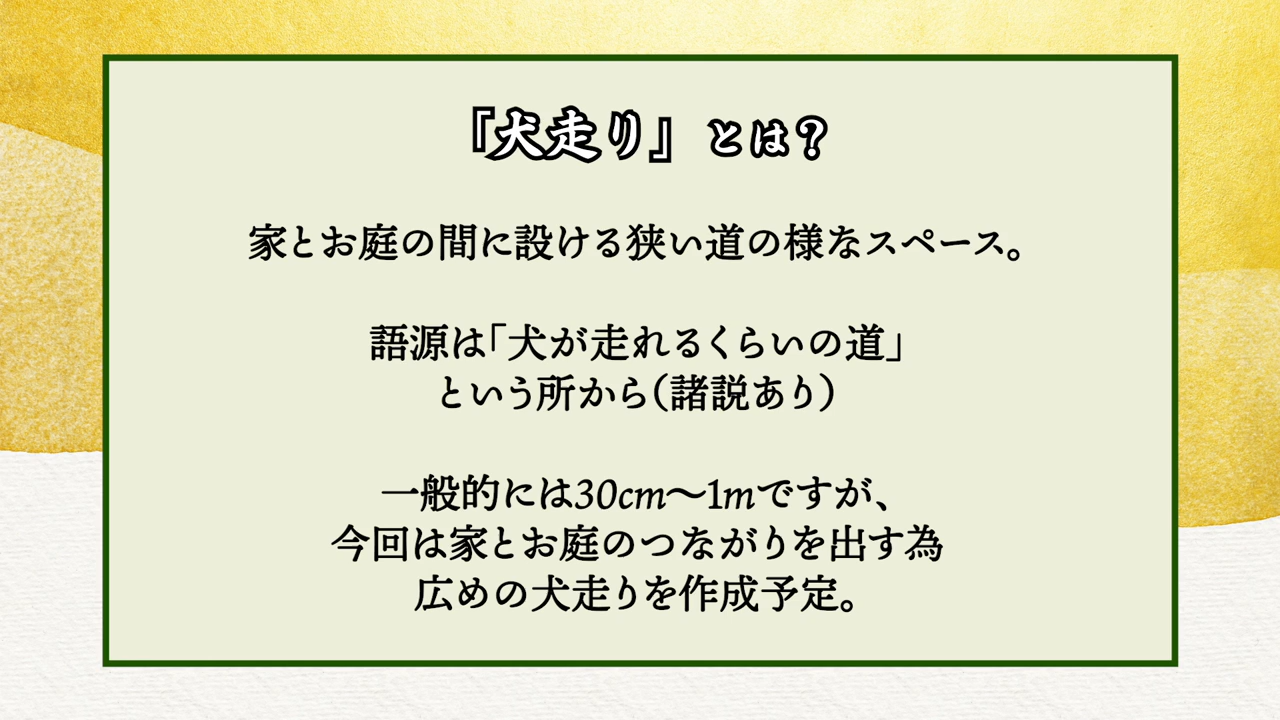 『犬走り』とは？
家とお庭の間に設ける狭い道の様なスペース。
語源は「犬が走れるくらいの道」
という所から（諸説あり）
一般的には30cm〜1mですが、
今回は家とお庭のつながりを出す為
広めの犬走りを作成予定。